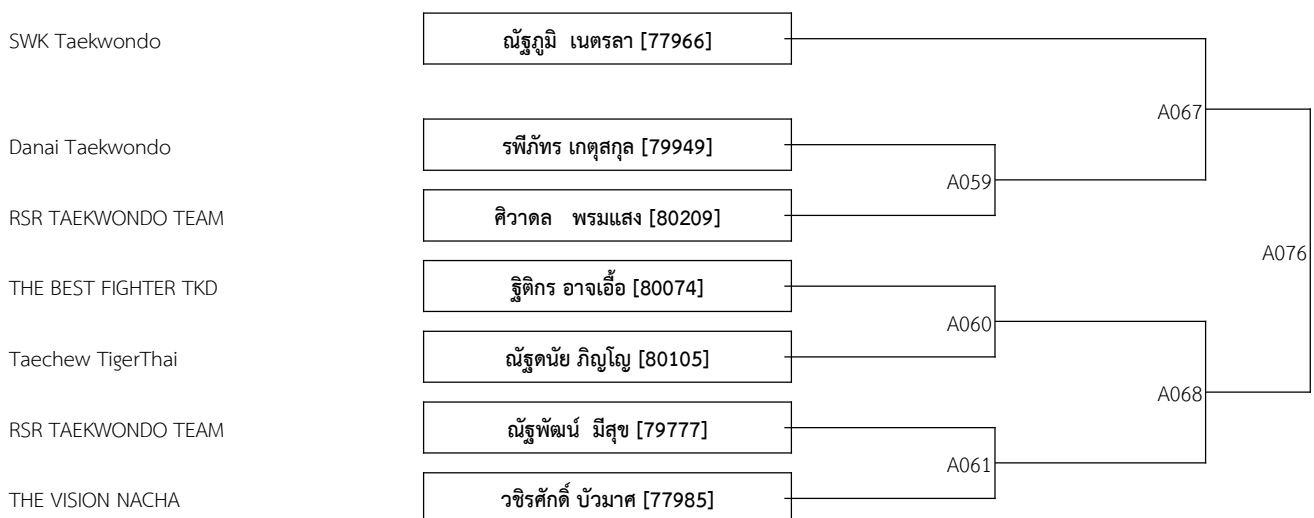 SWK Taekwondo
ณัฐภูมิ  เนตรลา [77966]
A067
Danai Taekwondo
รพีภัทร เกตุสกุล [79949]
A059
RSR TAEKWONDO TEAM
ศิวาดล   พรมแสง [80209]
A076
THE BEST FIGHTER TKD
ฐิติกร อาจเอื้อ [80074]
A060
Taechew TigerThai
ณัฐดนัย ภิญโญ [80105]
A068
RSR TAEKWONDO TEAM
ณัฐพัฒน์  มีสุข [79777]
A061
THE VISION NACHA
วชิรศักดิ์ บัวมาศ [77985]